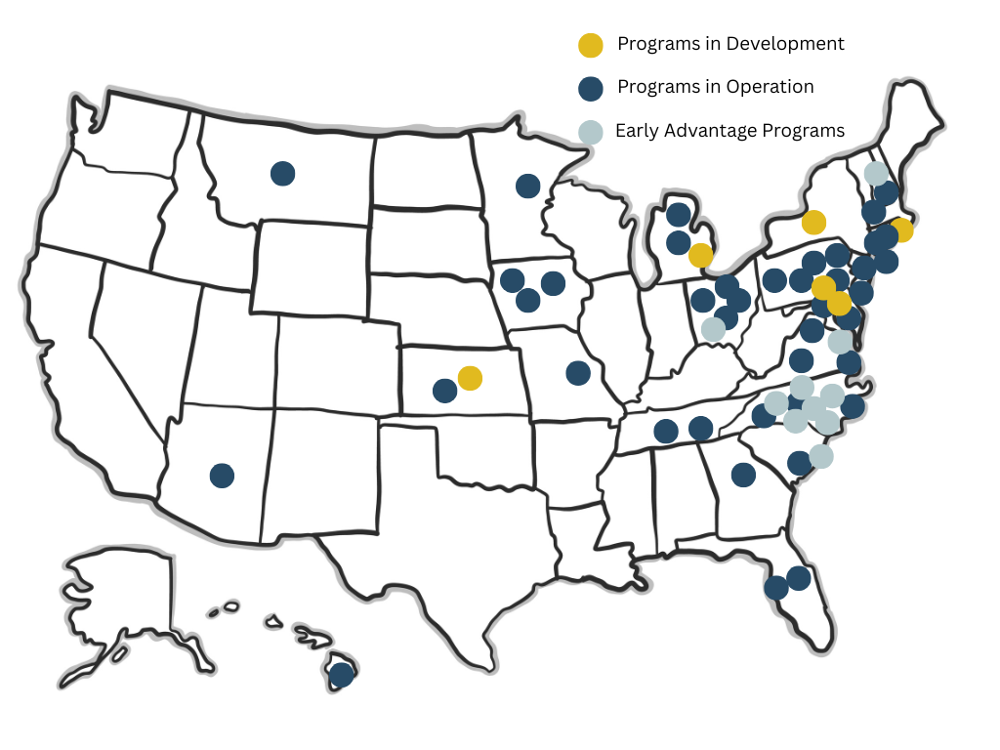 Programs in Development
Programs in Operation
Early Advantage Programs